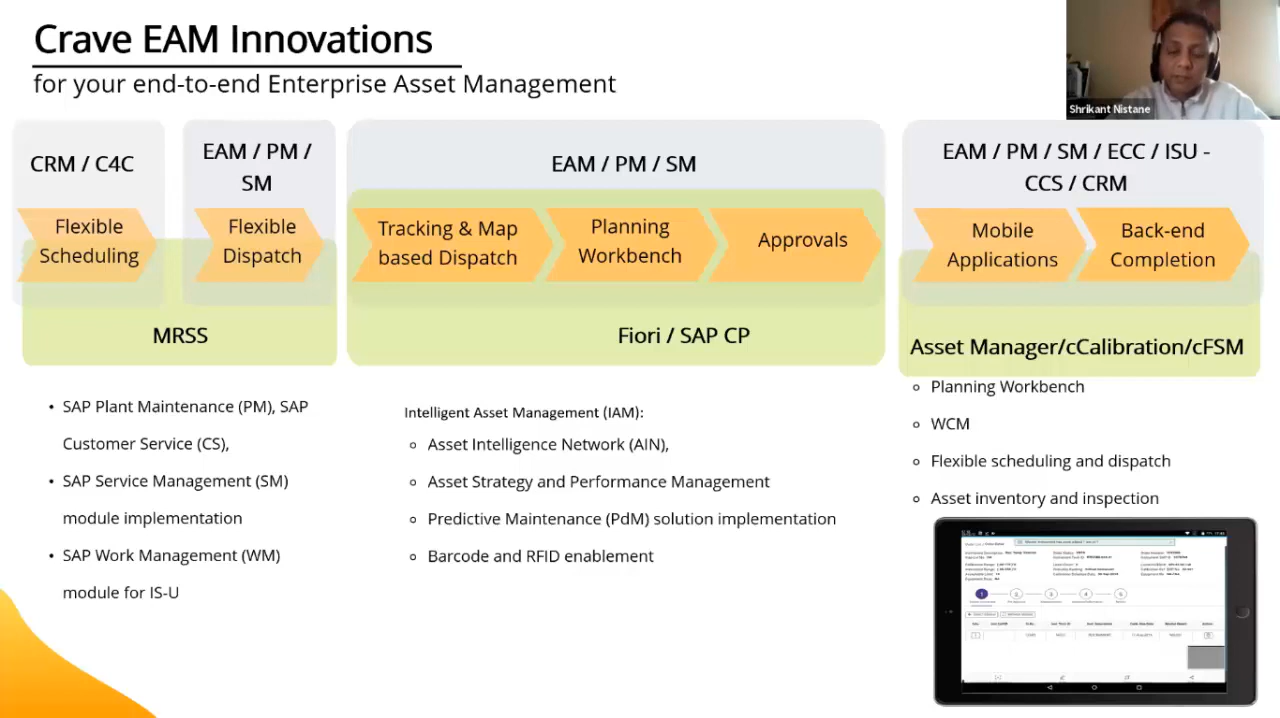 Crave EAM Innovations
for your end-to-end Enterprise Asset Management
Shrikant Nistane
CRM / C4C
Flexible
Scheduling
EAM / PM /
SM
Flexible
Dispatch
MRSS
EAM / PM / SM
Tracking & Map
based Dispatch
Planning
Workbench
Approvals
Fiori / SAP CP
EAM / PM / SM / ECC / ISU -
CCS / CRM
Mobile
Applications
Back-end
Completion
Asset Manager/cCalibration/cFSM
• SAP Plant Maintenance (PM), SAP
Customer Service (CS),
• SAP Service Management (SM)
module implementation
• SAP Work Management (WM)
module for IS-U
Intelligent Asset Management (IAM):
Asset Intelligence Network (AIN),
Asset Strategy and Performance Management
Predictive Maintenance (PdM) solution implementation
Barcode and RFID enablement
Planning Workbench
WCM
Flexible scheduling and dispatch
Asset inventory and inspection
1
2
3
4
5